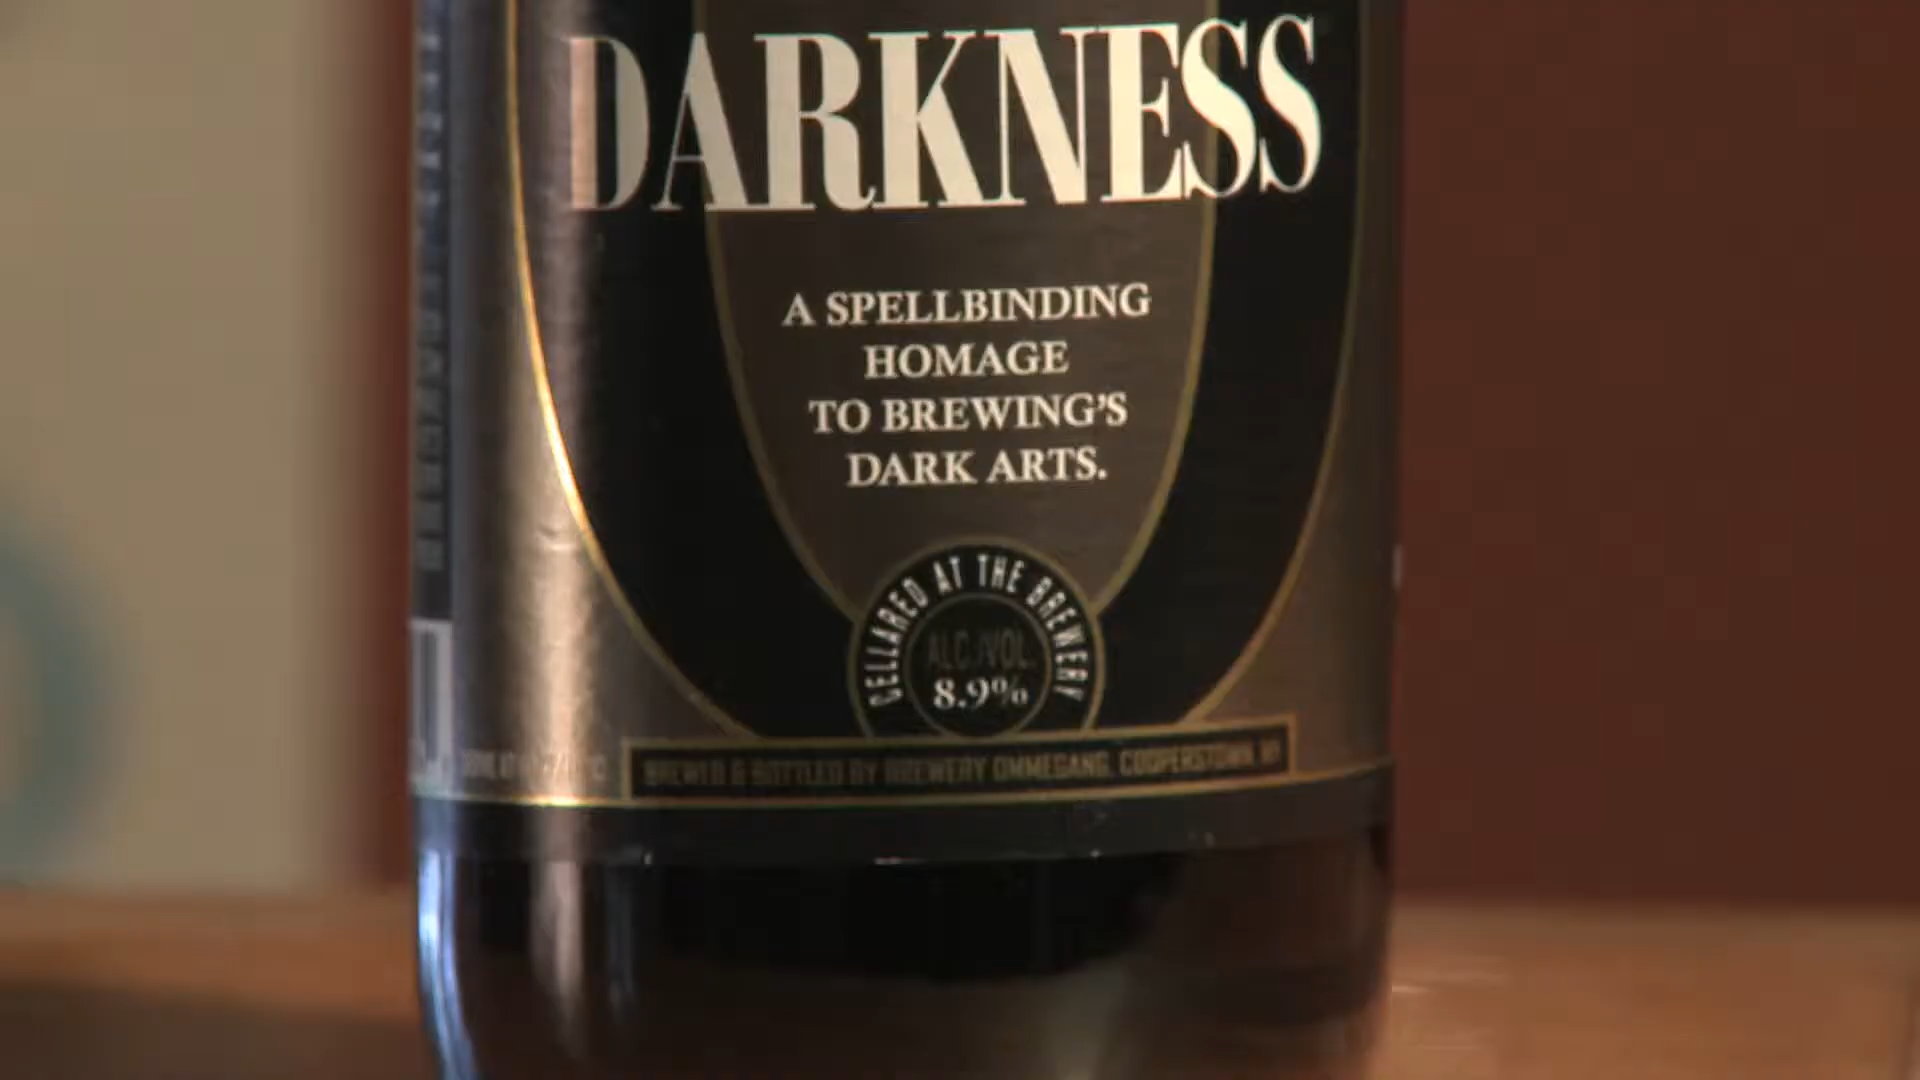 DARKNESS
A SPELLBINDING
HOMAGE
TO BREWING'S
DARK ARTS.
CELLARED AT THE BREWERY
ALC./VOL.
8.9%
BREWED & BOTTLED BY BREWERY OMMEGANG, COOPERSTOWN, NY